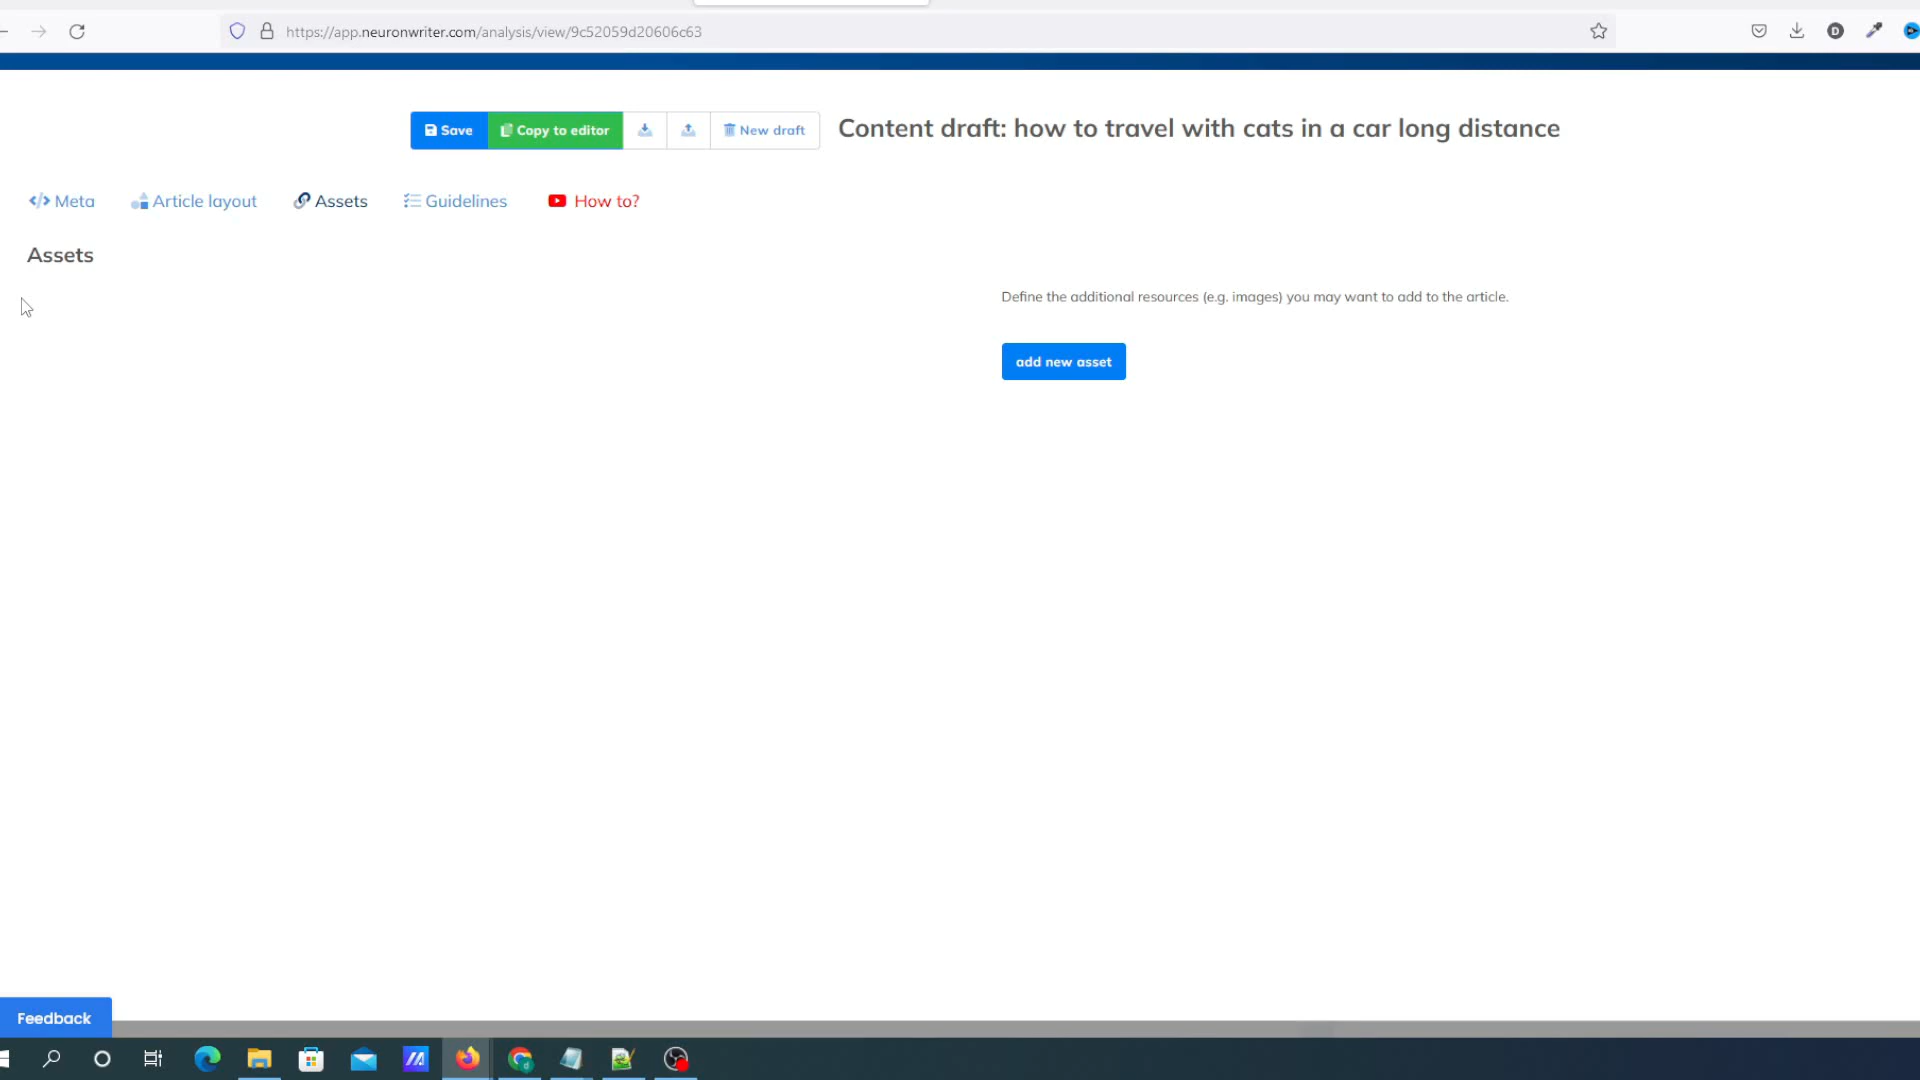 https://app.neuronwriter.com/analysis/view/9c52059d20606c63
Save
Copy to editor
New draft
Content draft: how to travel with cats in a car long distance
</> Meta
Article layout
Assets
Guidelines
How to?
Assets
Define the additional resources (e.g. images) you may want to add to the article.
add new asset
Feedback